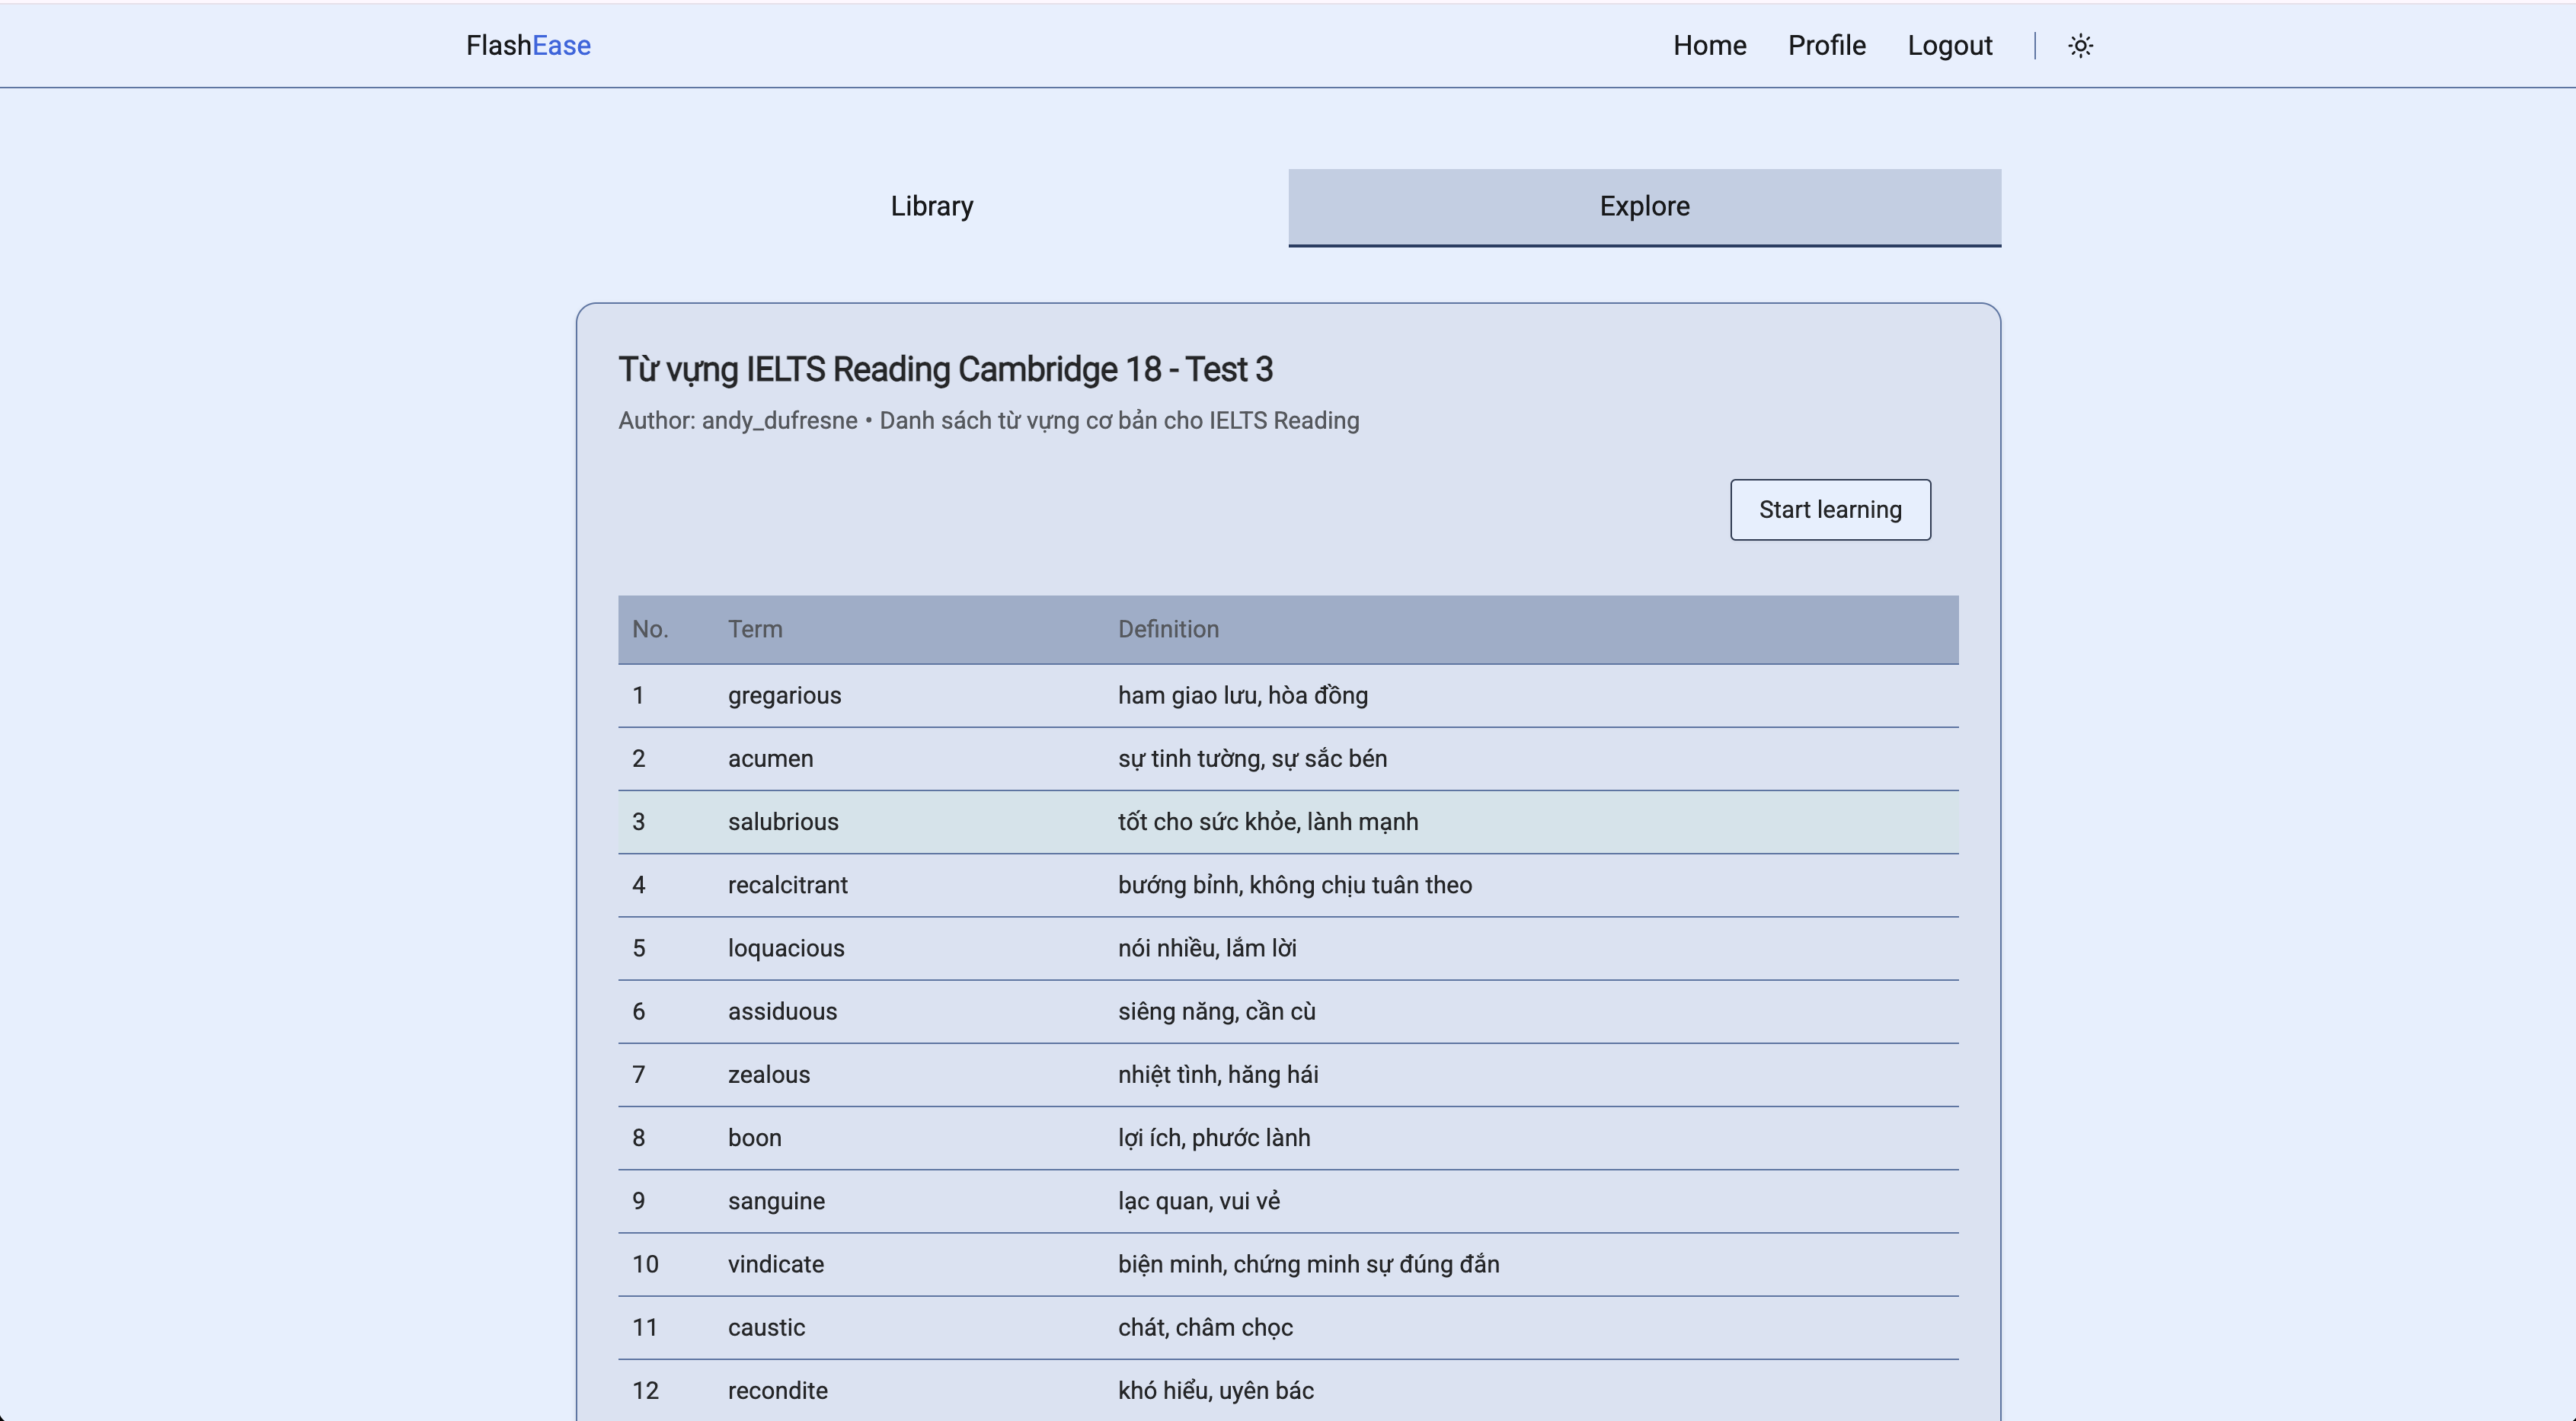 FlashEase Home Profile Logout
Library Explore
Từ vựng IELTS Reading Cambridge 18 - Test 3
Author: andy_dufresne • Danh sách từ vựng cơ bản cho IELTS Reading
Start learning
No. Term Definition
1 gregarious ham giao lưu, hòa đồng
2 acumen sự tinh tường, sự sắc bén
3 salubrious tốt cho sức khỏe, lành mạnh
4 recalcitrant bướng bỉnh, không chịu tuân theo
5 loquacious nói nhiều, lắm lời
6 assiduous siêng năng, cần cù
7 zealous nhiệt tình, hăng hái
8 boon lợi ích, phước lành
9 sanguine lạc quan, vui vẻ
10 vindicate biện minh, chứng minh sự đúng đắn
11 caustic chát, châm chọc
12 recondite khó hiểu, uyên bác